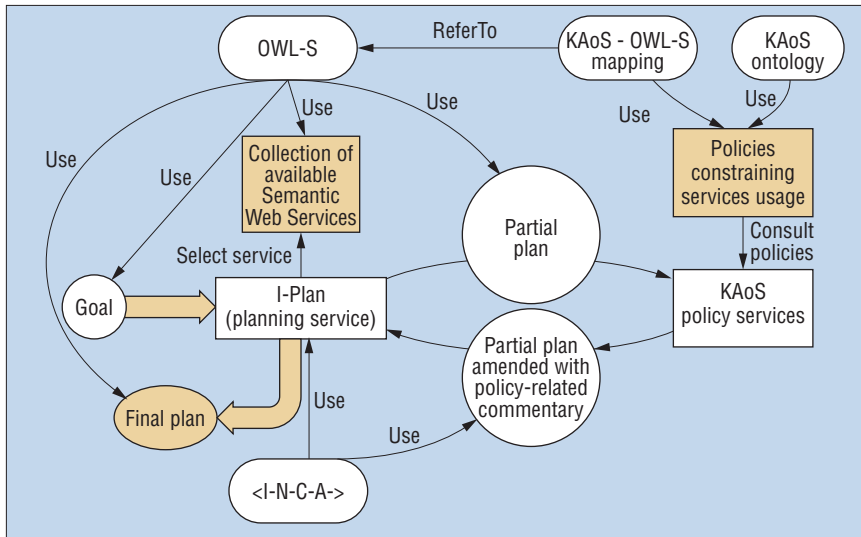 OWL-S
ReferTo
KAoS - OWL-S
mapping
KAoS
ontology
Use
Use
Use
Use
Use
Use
Collection of
available
Semantic
Web Services
Policies
constraining
services usage
Partial
plan
Select service
Consult
policies
Goal
I-Plan
(planning service)
KAoS
policy services
Partial plan
amended with
policy-related
commentary
Final plan
Use
Use
<I-N-C-A->